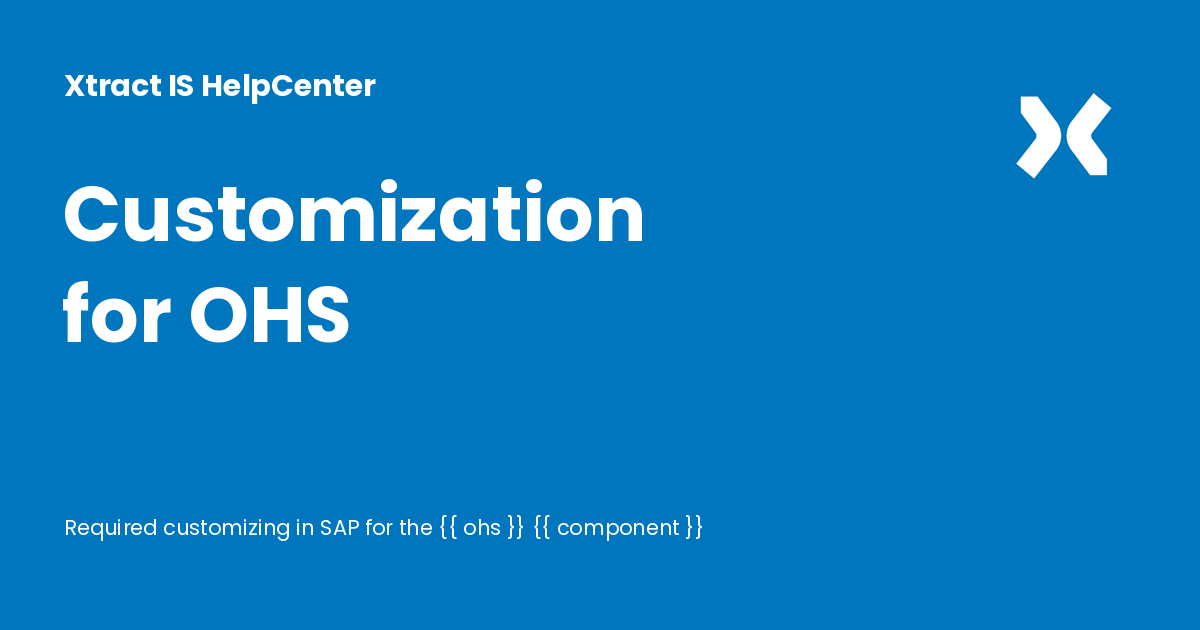 Xtract IS HelpCenter
Customization
for OHS
Required customizing in SAP for the {{ ohs }} {{ component }}